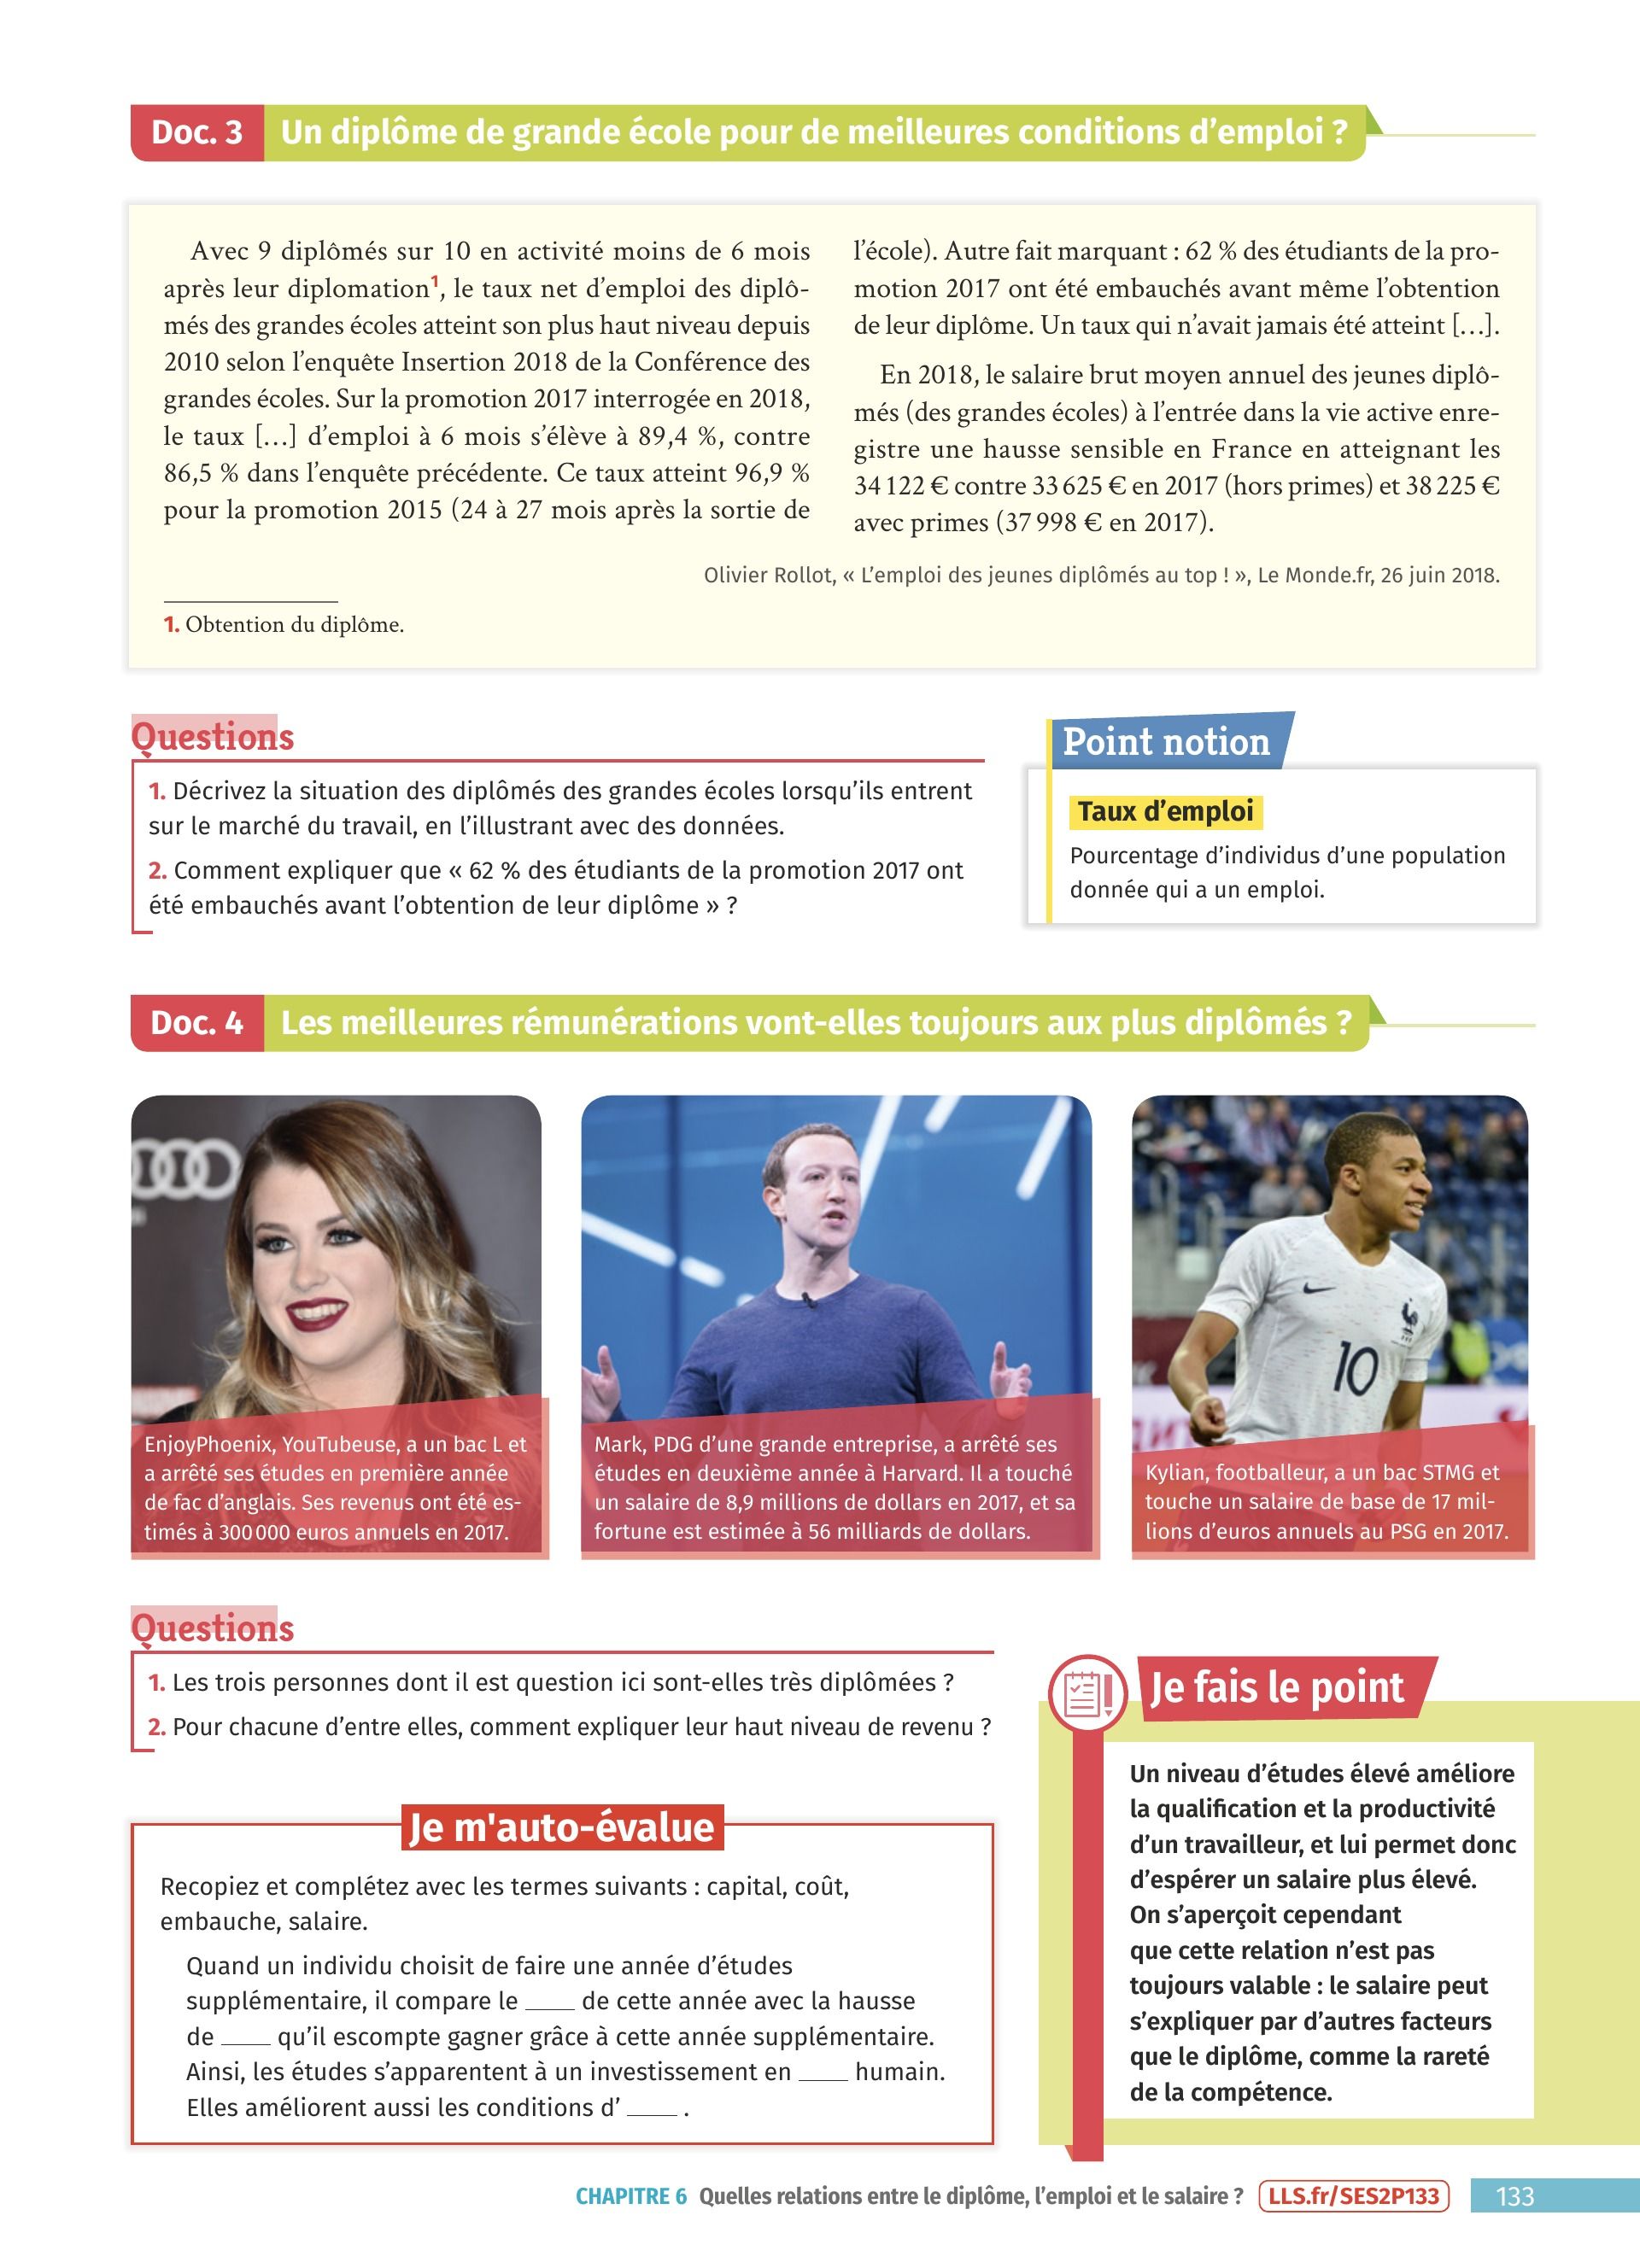 Doc. 3 Un diplôme de grande école pour de meilleures conditions d’emploi ?
Avec 9 diplômés sur 10 en activité moins de 6 mois
après leur diplomation¹, le taux net d’emploi des diplô-
més des grandes écoles atteint son plus haut niveau depuis
2010 selon l’enquête Insertion 2018 de la Conférence des
grandes écoles. Sur la promotion 2017 interrogée en 2018,
le taux […] d’emploi à 6 mois s’élève à 89,4 %, contre
86,5 % dans l’enquête précédente. Ce taux atteint 96,9 %
pour la promotion 2015 (24 à 27 mois après la sortie de
l’école). Autre fait marquant : 62 % des étudiants de la pro-
motion 2017 ont été embauchés avant même l’obtention
de leur diplôme. Un taux qui n’avait jamais été atteint […].
En 2018, le salaire brut moyen annuel des jeunes diplô-
més (des grandes écoles) à l’entrée dans la vie active enre-
gistre une hausse sensible en France en atteignant les
34 122 € contre 33 625 € en 2017 (hors primes) et 38 225 €
avec primes (37 998 € en 2017).
Olivier Rollot, « L’emploi des jeunes diplômés au top ! », Le Monde.fr, 26 juin 2018.
1. Obtention du diplôme.
Questions
1. Décrivez la situation des diplômés des grandes écoles lorsqu’ils entrent
sur le marché du travail, en l’illustrant avec des données.
2. Comment expliquer que « 62 % des étudiants de la promotion 2017 ont
été embauchés avant l’obtention de leur diplôme » ?
Point notion
Taux d’emploi
Pourcentage d’individus d’une population
donnée qui a un emploi.
Doc. 4 Les meilleures rémunérations vont-elles toujours aux plus diplômés ?
EnjoyPhoenix, YouTubeuse, a un bac L et
a arrêté ses études en première année
de fac d’anglais. Ses revenus ont été es-
timés à 300 000 euros annuels en 2017.
Mark, PDG d’une grande entreprise, a arrêté ses
études en deuxième année à Harvard. Il a touché
un salaire de 8,9 millions de dollars en 2017, et sa
fortune est estimée à 56 milliards de dollars.
10
Kylian, footballeur, a un bac STMG et
touche un salaire de base de 17 mil-
lions d’euros annuels au PSG en 2017.
Questions
1. Les trois personnes dont il est question ici sont-elles très diplômées ?
2. Pour chacune d’entre elles, comment expliquer leur haut niveau de revenu ?
Je m'auto-évalue
Recopiez et complétez avec les termes suivants : capital, coût,
embauche, salaire.
Quand un individu choisit de faire une année d’études
supplémentaire, il compare le ____ de cette année avec la hausse
de ____ qu’il escompte gagner grâce à cette année supplémentaire.
Ainsi, les études s’apparentent à un investissement en ____ humain.
Elles améliorent aussi les conditions d’ ____ .
Je fais le point
Un niveau d’études élevé améliore
la qualification et la productivité
d’un travailleur, et lui permet donc
d’espérer un salaire plus élevé.
On s’aperçoit cependant
que cette relation n’est pas
toujours valable : le salaire peut
s’expliquer par d’autres facteurs
que le diplôme, comme la rareté
de la compétence.
CHAPITRE 6 Quelles relations entre le diplôme, l’emploi et le salaire ? LLS.fr/SES2P133 133